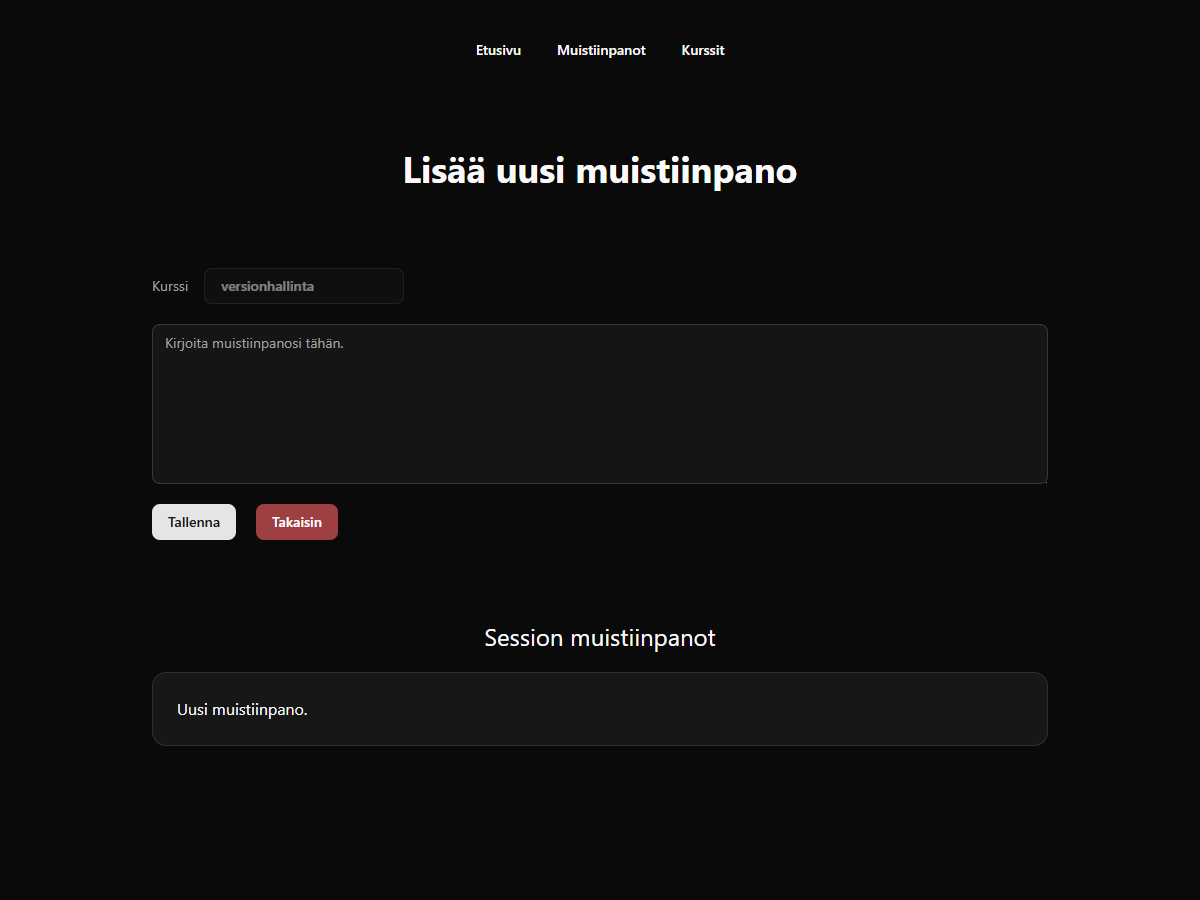 Etusivu Muistiinpanot Kurssit
Lisää uusi muistiinpano
Kurssi versionhallinta
Kirjoita muistiinpanosi tähän.
Tallenna Takaisin
Session muistiinpanot
Uusi muistiinpano.